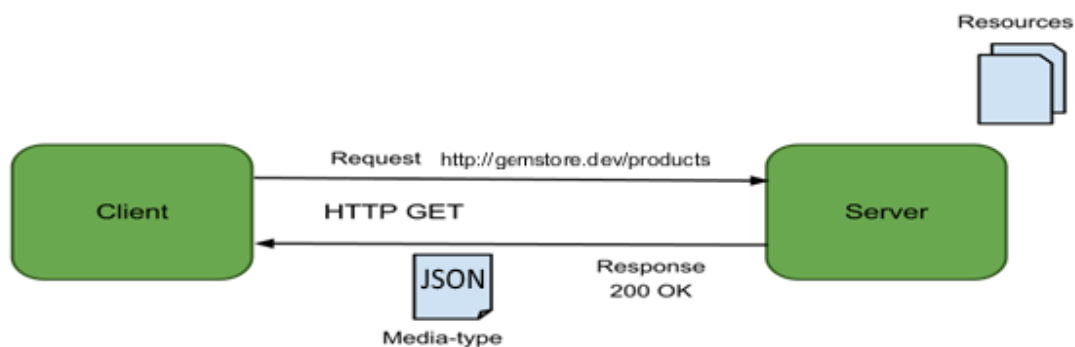 Resources
Request http://gemstore.dev/products
Client
HTTP GET
Server
JSON
Response
200 OK
Media-type